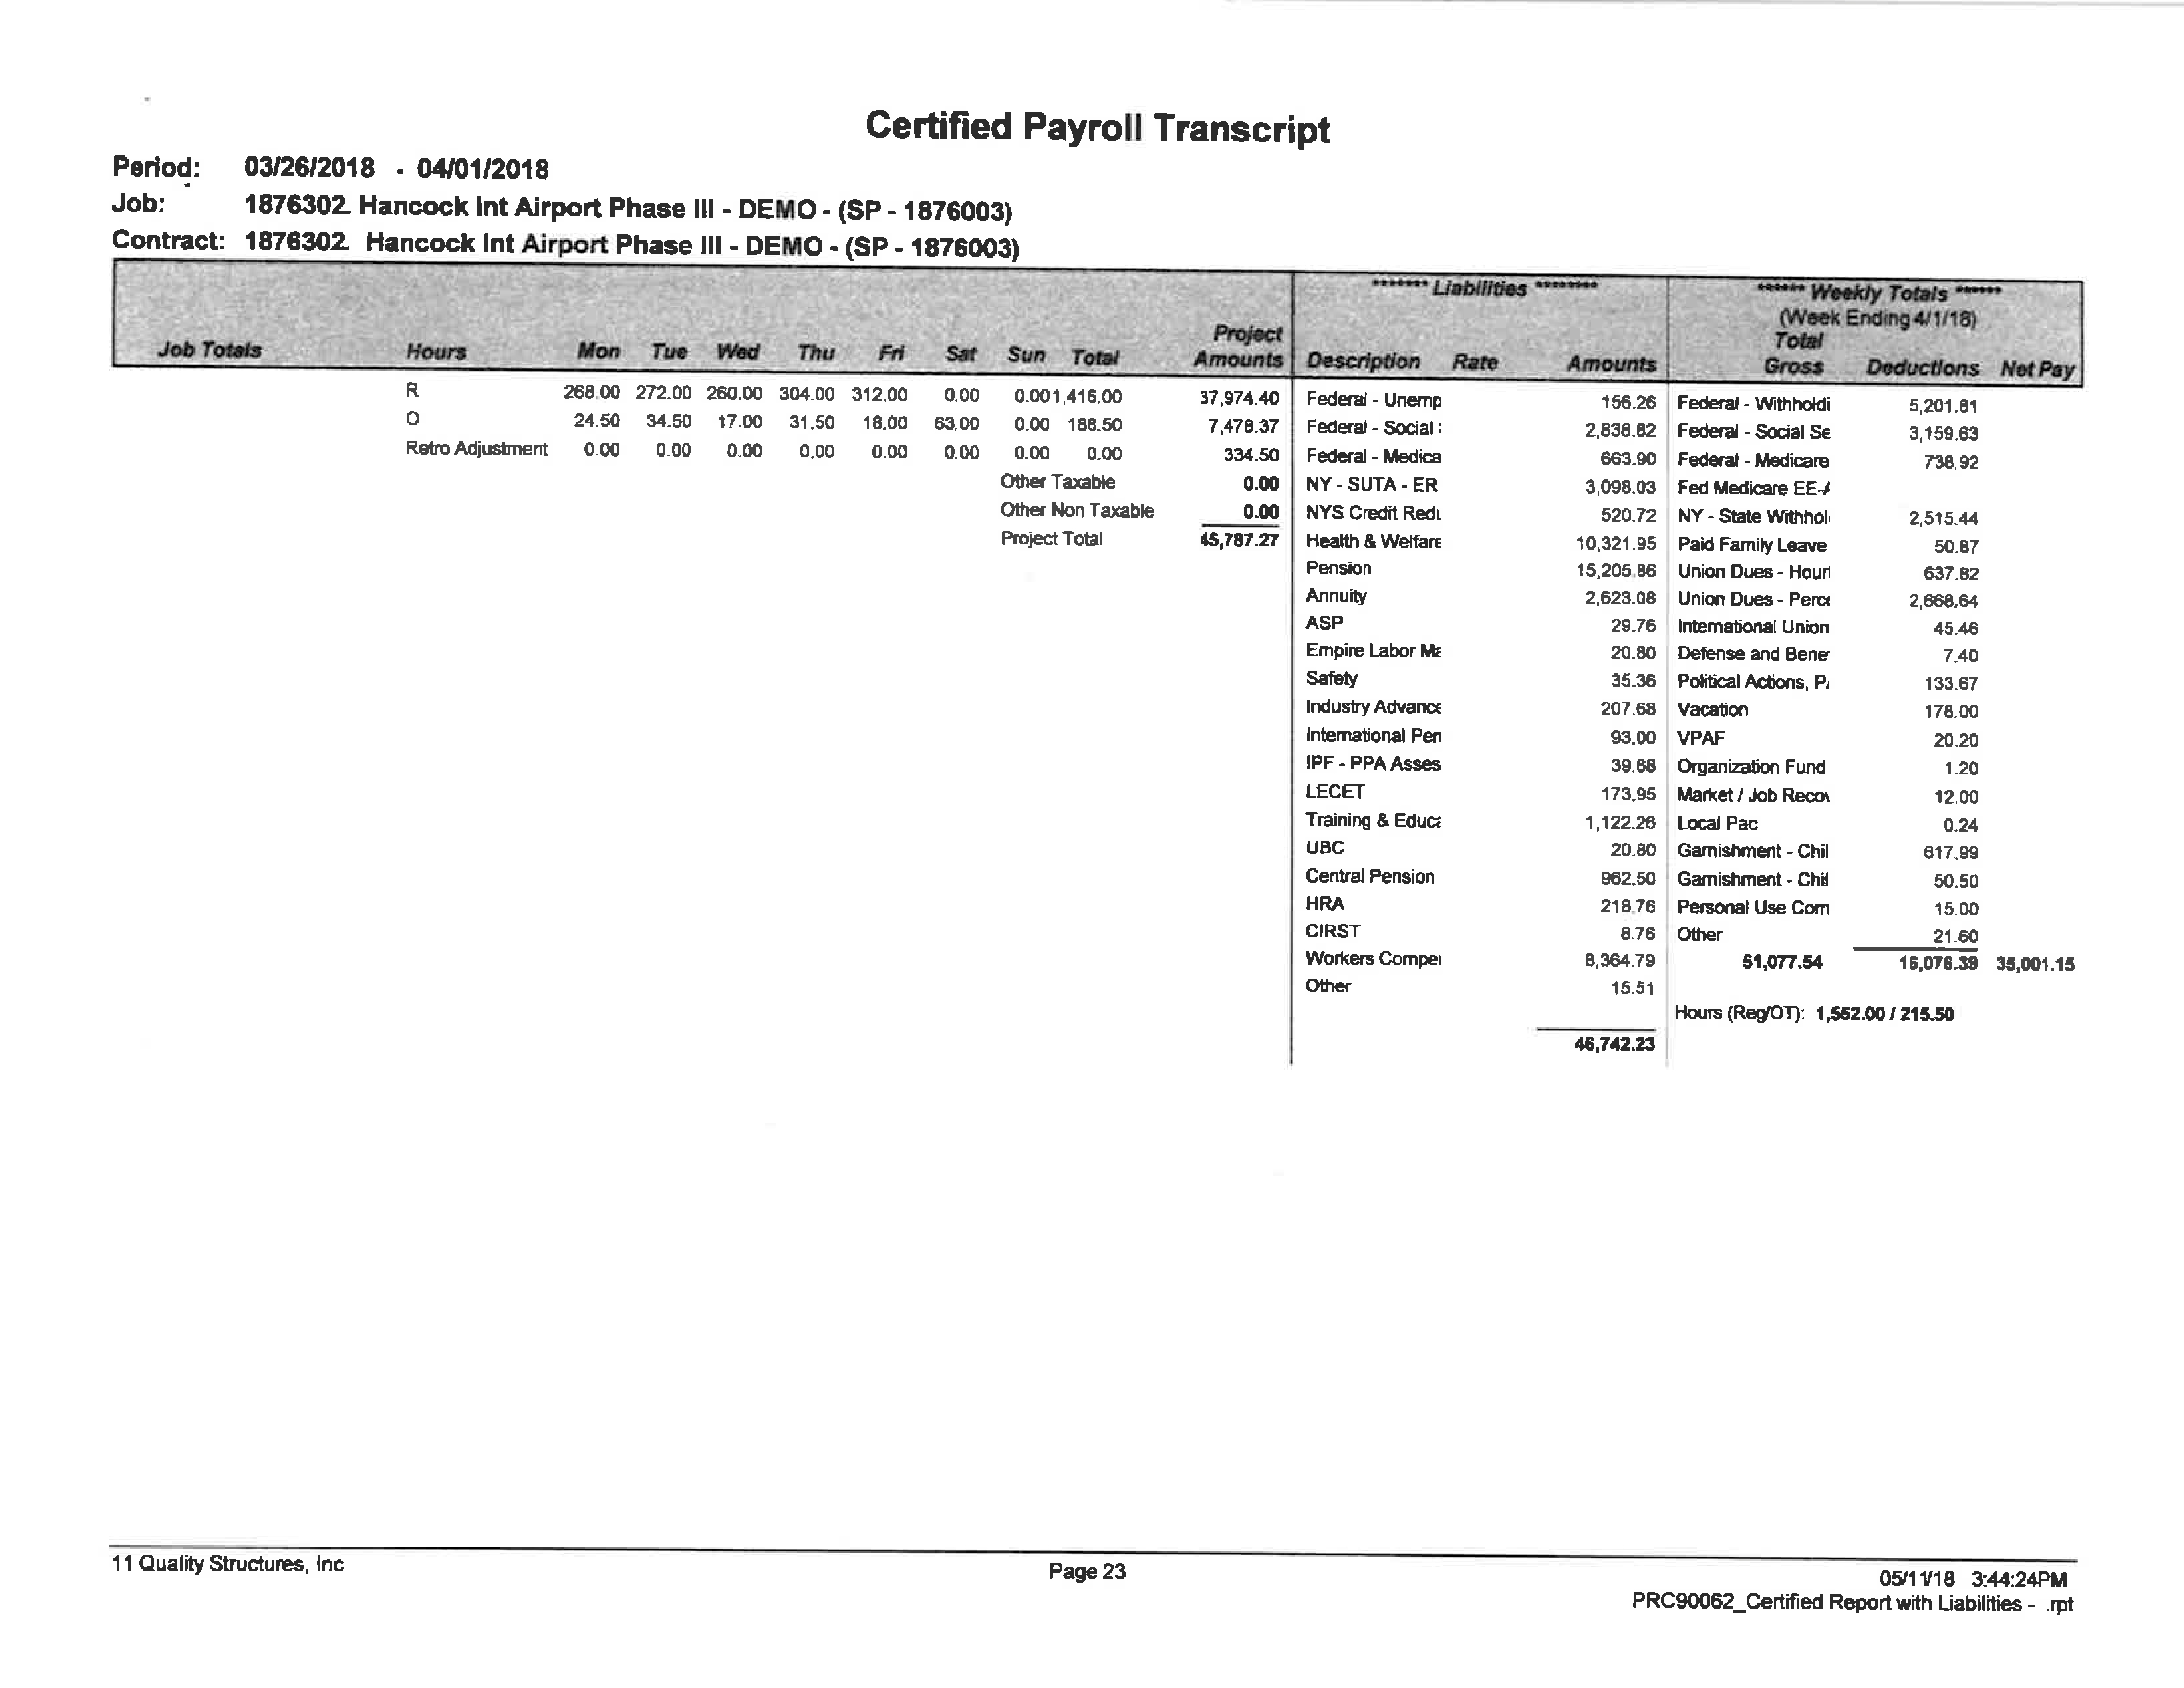 Certified Payroll Transcript
Period: 03/26/2018 - 04/01/2018
Job: 1876302. Hancock Int Airport Phase III - DEMO - (SP - 1876003)
Contract: 1876302. Hancock Int Airport Phase III - DEMO - (SP - 1876003)
******* Liabilities ******** ****** Weekly Totals ******
(Week Ending 4/1/18)
Job Totals Hours Mon Tue Wed Thu Fri Sat Sun Total Project Amounts Description Rate Amounts Total Gross Deductions Net Pay
R 268.00 272.00 260.00 304.00 312.00 0.00 0.00 1,416.00 37,974.40 Federal - Unemp 156.26 Federal - Withholdi 5,201.81
O 24.50 34.50 17.00 31.50 18.00 63.00 0.00 188.50 7,478.37 Federal - Social : 2,838.82 Federal - Social Se 3,159.63
Retro Adjustment 0.00 0.00 0.00 0.00 0.00 0.00 0.00 0.00 334.50 Federal - Medica 663.90 Federal - Medicare 738.92
Other Taxable 0.00 NY - SUTA - ER 3,098.03 Fed Medicare EE-A
Other Non Taxable 0.00 NYS Credit Redu 520.72 NY - State Withhol 2,515.44
Project Total 45,787.27 Health & Welfare 10,321.95 Paid Family Leave 50.87
Pension 15,205.86 Union Dues - Hourl 637.82
Annuity 2,623.08 Union Dues - Perce 2,668.64
ASP 29.76 International Union 45.46
Empire Labor Ma 20.80 Defense and Bene 7.40
Safety 35.36 Political Actions, P 133.67
Industry Advance 207.68 Vacation 178.00
International Pen 93.00 VPAF 20.20
IPF - PPA Asses 39.68 Organization Fund 1.20
LECET 173.95 Market / Job Recov 12.00
Training & Educa 1,122.26 Local Pac 0.24
UBC 20.80 Garnishment - Chil 617.99
Central Pension 962.50 Garnishment - Chil 50.50
HRA 218.76 Personal Use Com 15.00
CIRST 8.76 Other 21.60
Workers Compe 8,364.79 51,077.54 16,076.39 35,001.15
Other 15.51
Hours (Reg/OT): 1,552.00 / 215.50
46,742.23
11 Quality Structures, Inc Page 23 05/11/18 3:44:24PM
PRC90062_Certified Report with Liabilities - .rpt